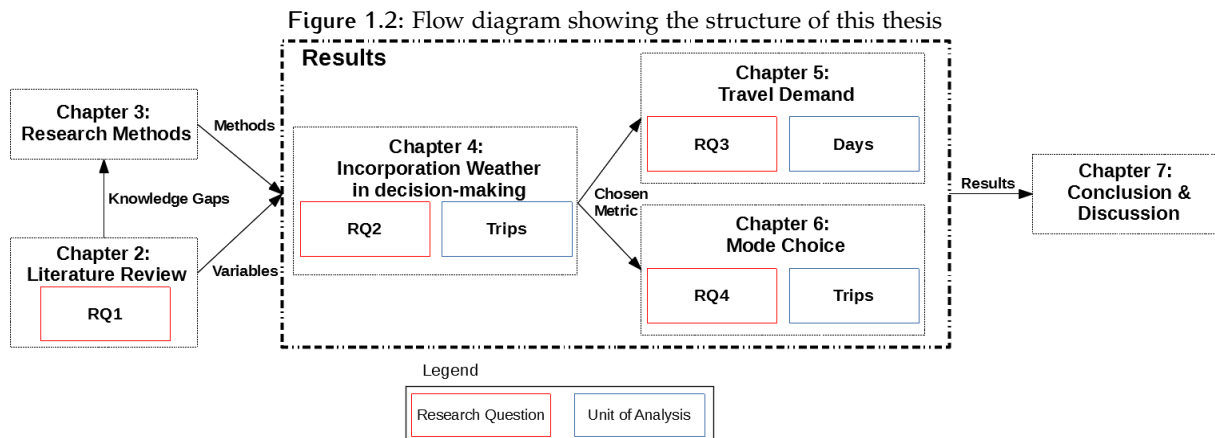 Figure 1.2: Flow diagram showing the structure of this thesis
Results
Chapter 3:
Research Methods
Methods
Knowledge Gaps
Chapter 2:
Literature Review
RQ1
Variables
Chapter 4:
Incorporation Weather
in decision-making
RQ2
Trips
Chosen
Metric
Chapter 5:
Travel Demand
RQ3
Days
Chapter 6:
Mode Choice
RQ4
Trips
Results
Chapter 7:
Conclusion &
Discussion
Legend
Research Question
Unit of Analysis